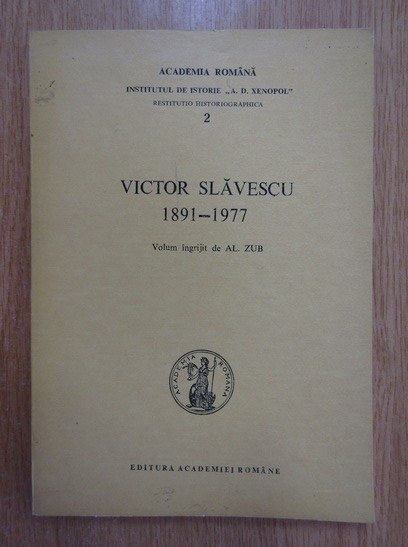 ACADEMIA ROMÂNĂ
INSTITUTUL DE ISTORIE „A. D. XENOPOL"
RESTITUTIO HISTORIOGRAPHICA
2
VICTOR SLĂVESCU
1891—1977
Volum îngrijit de AL. ZUB
ACADEMIA ROMANA
EDITURA ACADEMIEI ROMÂNE